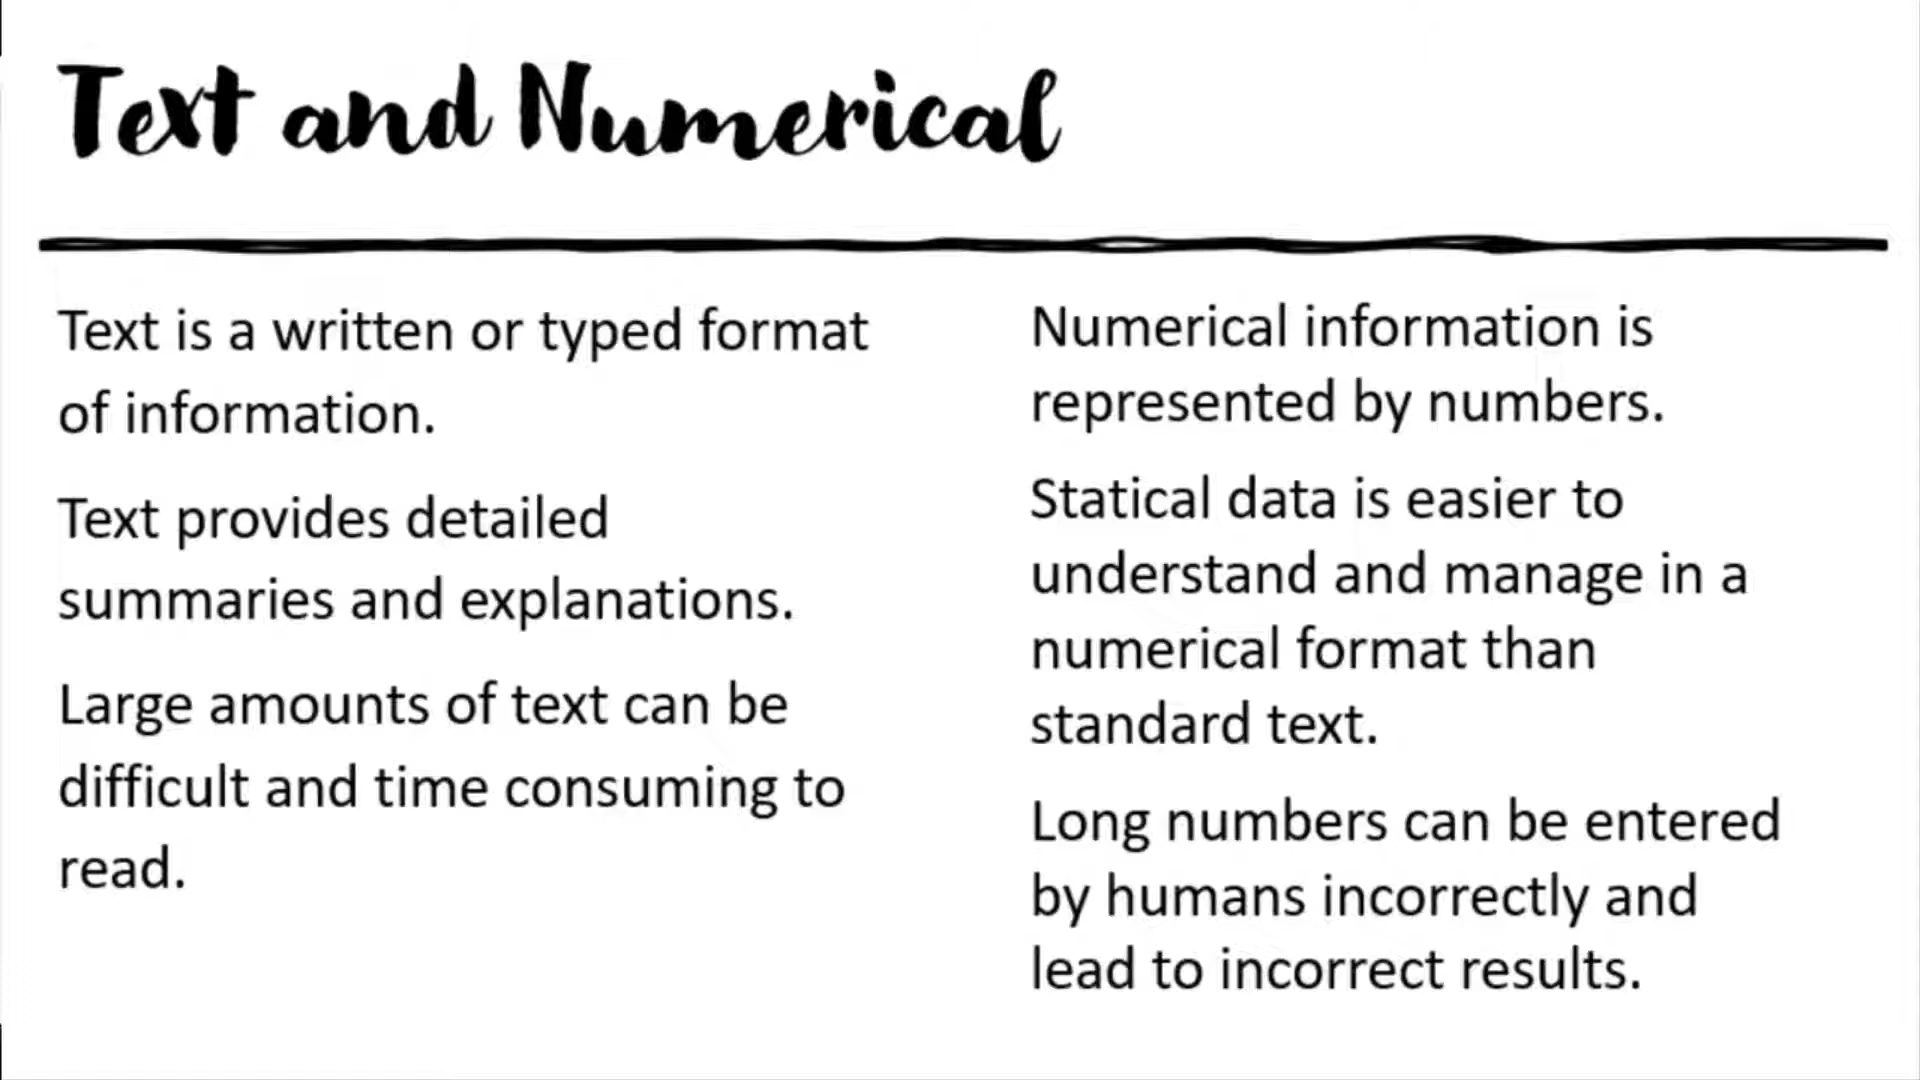 Text and Numerical
Text is a written or typed format
of information.
Text provides detailed
summaries and explanations.
Large amounts of text can be
difficult and time consuming to
read.
Numerical information is
represented by numbers.
Statical data is easier to
understand and manage in a
numerical format than
standard text.
Long numbers can be entered
by humans incorrectly and
lead to incorrect results.